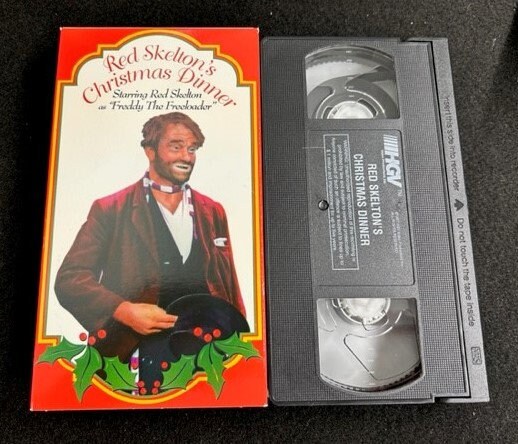 Red Skelton's
Christmas Dinner
Starring Red Skelton
as "Freddy The Freeloader"
HGV
RED SKELTON'S
CHRISTMAS DINNER
Insert this side into recorder
Do not touch the tape inside